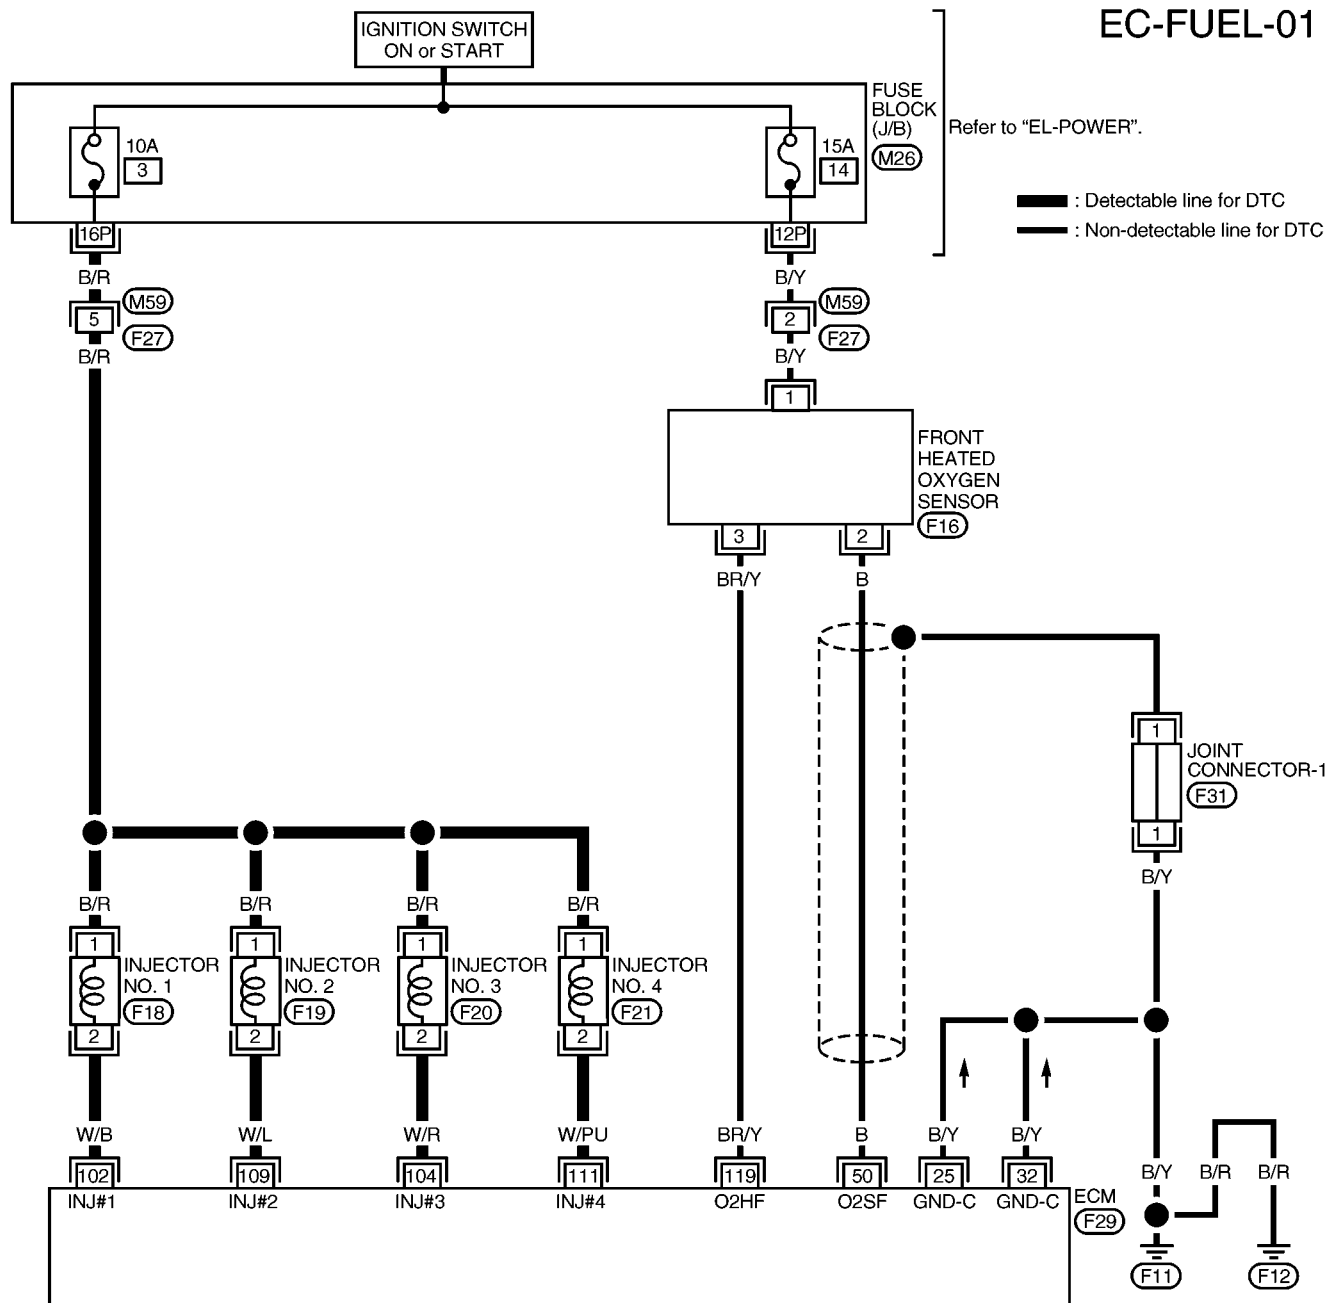 EC-FUEL-01
IGNITION SWITCH
ON or START
FUSE
BLOCK
(J/B)
M26
Refer to “EL-POWER”.
10A
3
15A
14
: Detectable line for DTC
: Non-detectable line for DTC
16P
12P
B/R
B/Y
M59
M59
5
2
F27
F27
B/R
B/Y
1
FRONT
HEATED
OXYGEN
SENSOR
F16
3
2
BR/Y
B
1
JOINT
CONNECTOR-1
F31
1
B/Y
B/R
B/R
B/R
B/R
1
1
1
1
INJECTOR
NO. 1
F18
INJECTOR
NO. 2
F19
INJECTOR
NO. 3
F20
INJECTOR
NO. 4
F21
2
2
2
2
W/B
W/L
W/R
W/PU
BR/Y
B
B/Y
B/Y
B/Y
B/R
B/R
102
109
104
111
119
50
25
32
INJ#1
INJ#2
INJ#3
INJ#4
O2HF
O2SF
GND-C
GND-C
ECM
F29
F11
F12